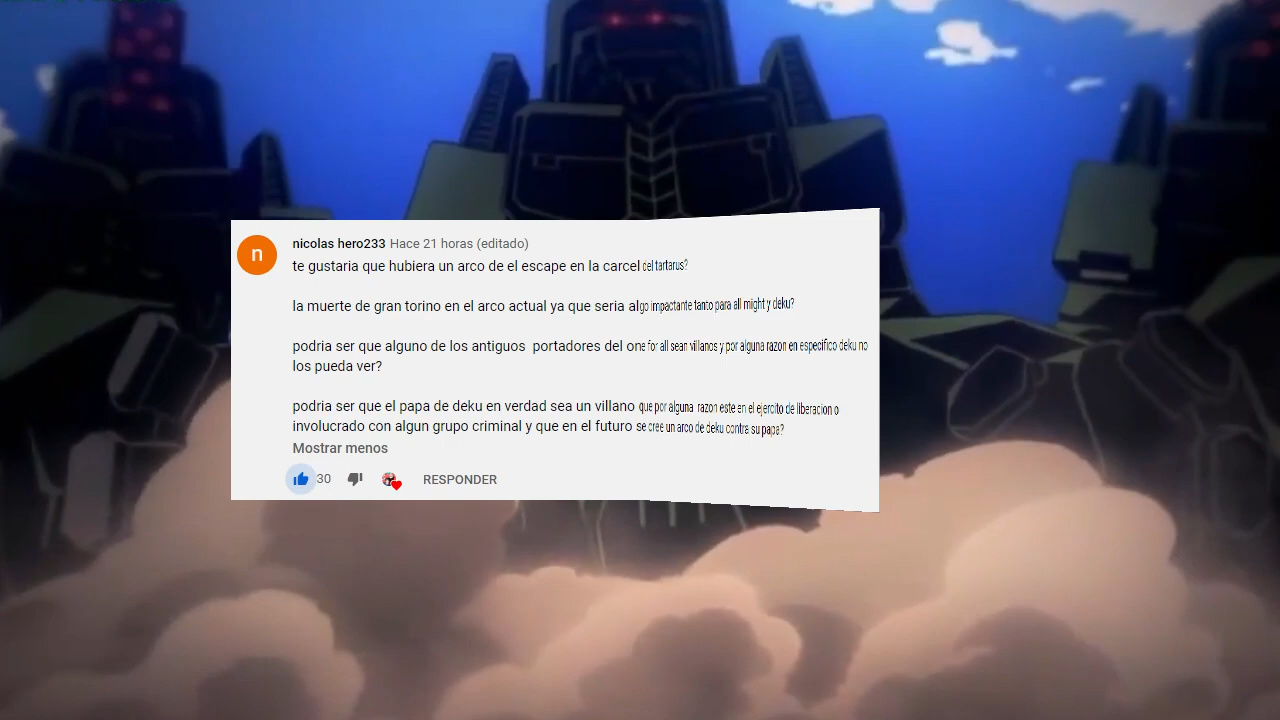 nicolas hero233 Hace 21 horas (editado)
n
te gustaria que hubiera un arco de el escape en la carcel del tartarus?
la muerte de gran torino en el arco actual ya que seria algo impactante tanto para all might y deku?
podria ser que alguno de los antiguos portadores del one for all sean villanos y por alguna razon en especifico deku no
los pueda ver?
podria ser que el papa de deku en verdad sea un villano que por alguna razon este en el ejercito de liberacion o
involucrado con algun grupo criminal y que en el futuro se cree un arco de deku contra su papa?
Mostrar menos
30 RESPONDER